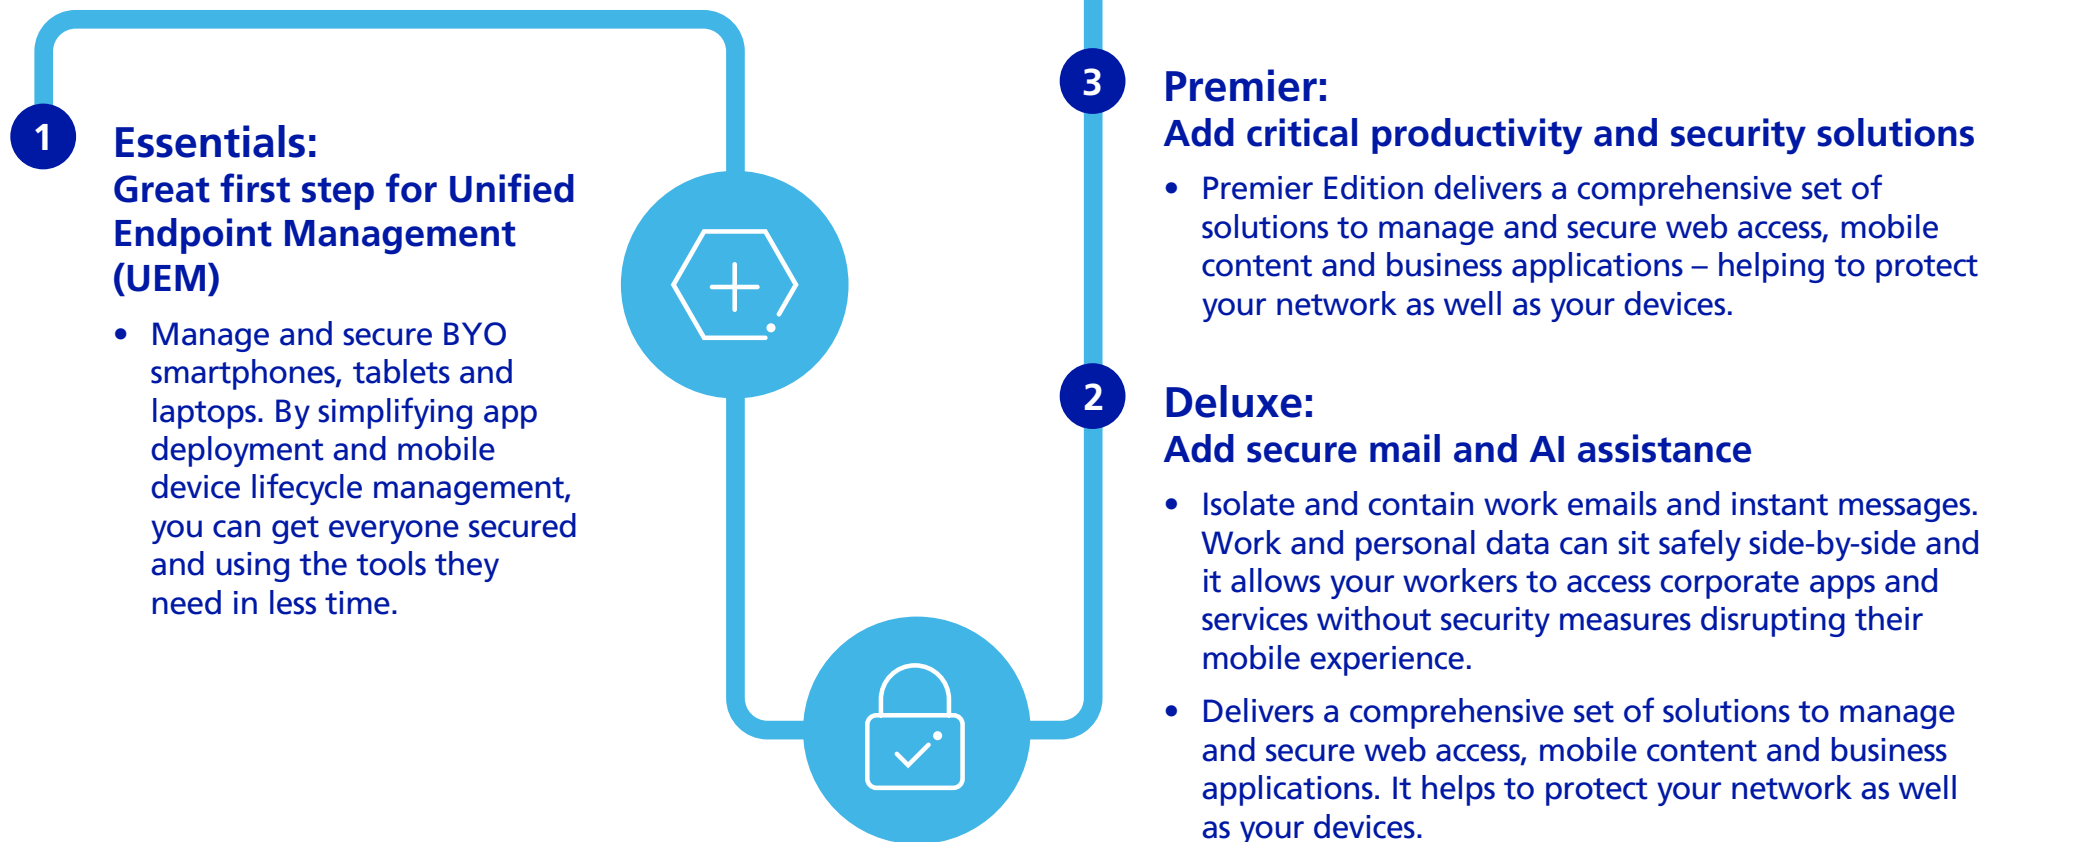 1
Essentials:
Great first step for Unified
Endpoint Management
(UEM)
• Manage and secure BYO
smartphones, tablets and
laptops. By simplifying app
deployment and mobile
device lifecycle management,
you can get everyone secured
and using the tools they
need in less time.
3
Premier:
Add critical productivity and security solutions
• Premier Edition delivers a comprehensive set of
solutions to manage and secure web access, mobile
content and business applications – helping to protect
your network as well as your devices.
2
Deluxe:
Add secure mail and AI assistance
• Isolate and contain work emails and instant messages.
Work and personal data can sit safely side-by-side and
it allows your workers to access corporate apps and
services without security measures disrupting their
mobile experience.
• Delivers a comprehensive set of solutions to manage
and secure web access, mobile content and business
applications. It helps to protect your network as well
as your devices.